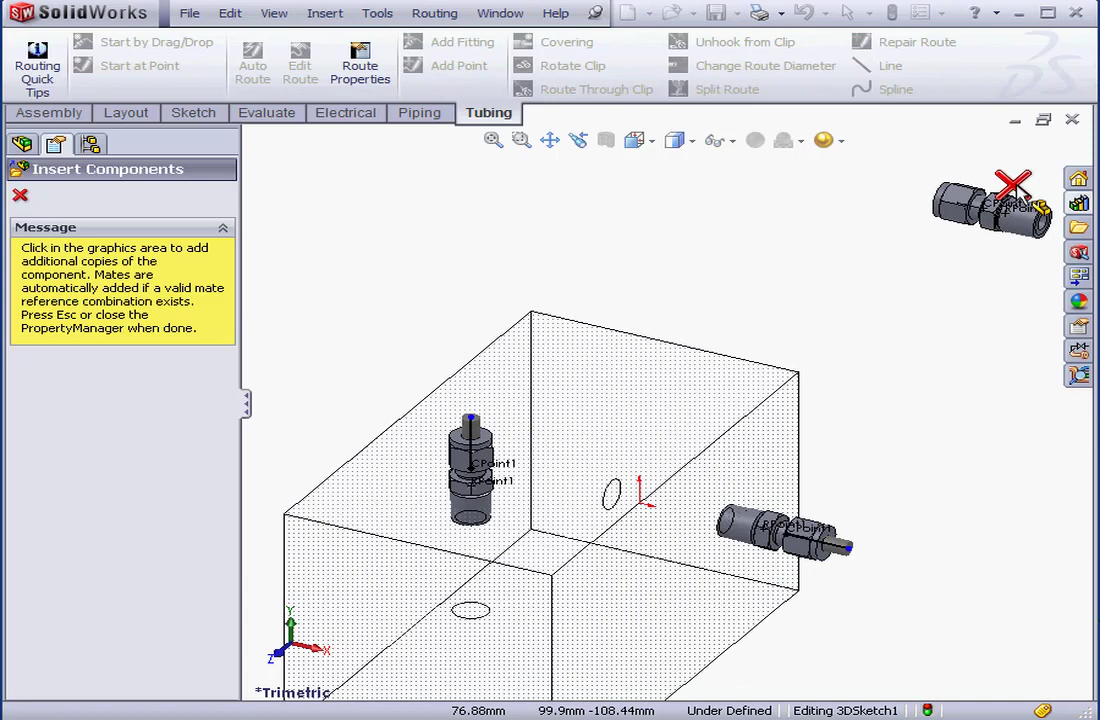 SolidWorks File Edit View Insert Tools Routing Window Help
Routing Quick Tips
Start by Drag/Drop
Start at Point
Auto Route
Edit Route
Route Properties
Add Fitting
Add Point
Covering
Rotate Clip
Route Through Clip
Unhook from Clip
Change Route Diameter
Split Route
Repair Route
Line
Spline
Assembly Layout Sketch Evaluate Electrical Piping Tubing
Insert Components
Message
Click in the graphics area to add
additional copies of the
component. Mates are
automatically added if a valid mate
reference combination exists.
Press Esc or close the
PropertyManager when done.
CPoint1
RPoint1
Y
X
Z
*Trimetric
76.88mm 99.9mm -108.44mm Under Defined Editing 3DSketch1